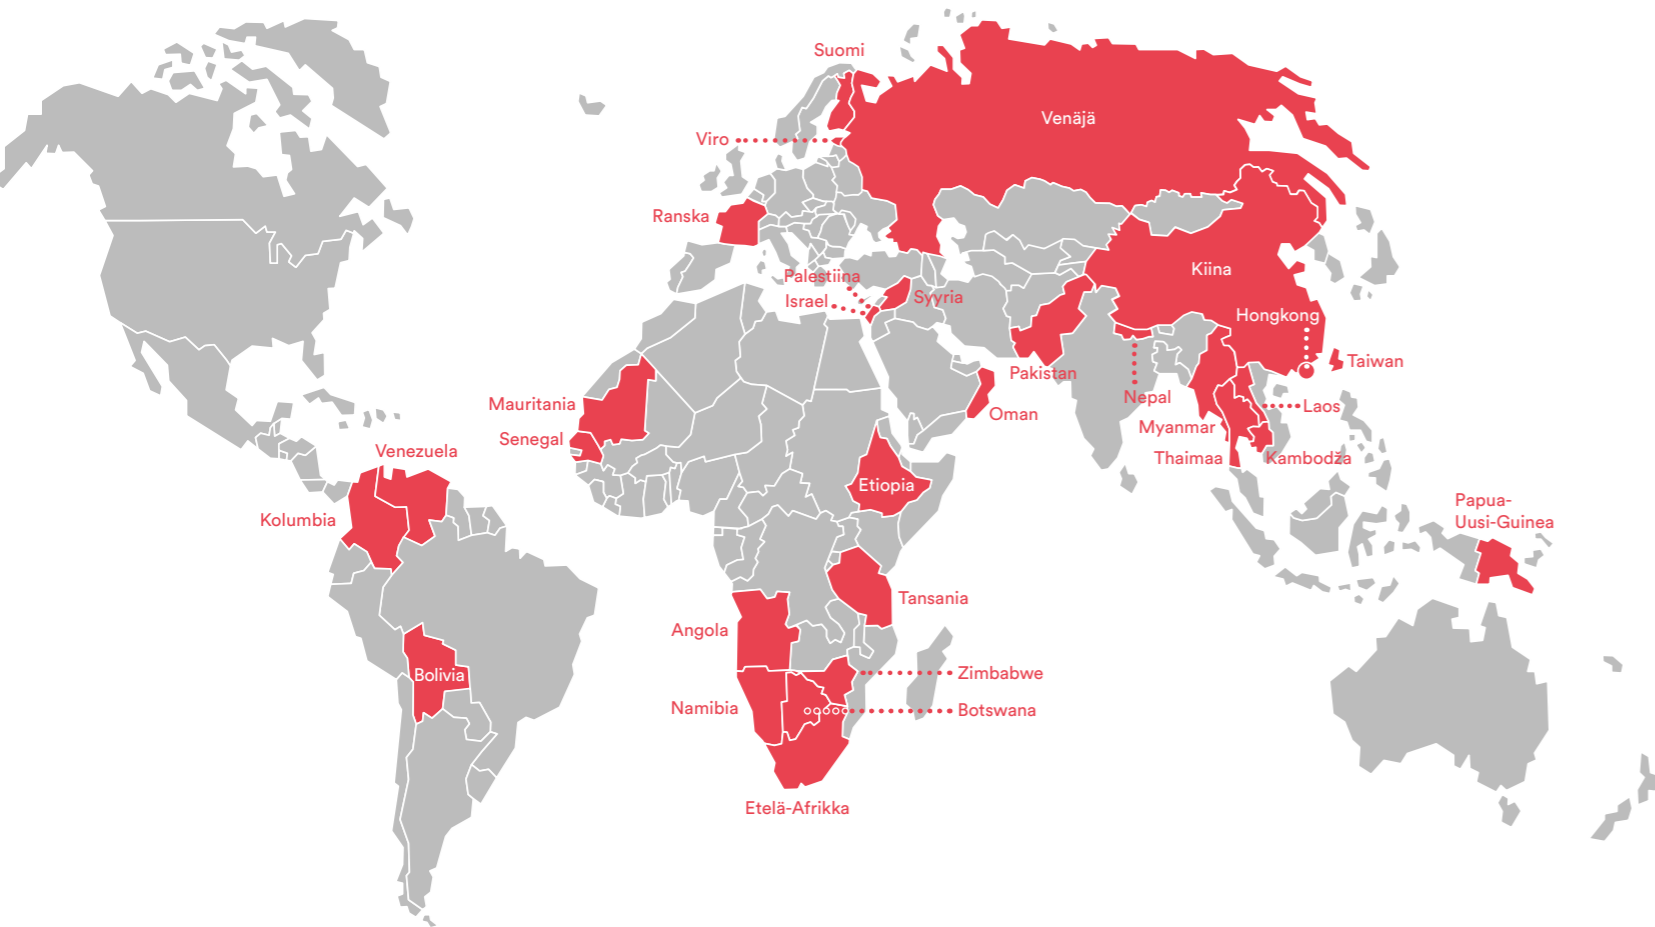 Suomi
Venäjä
Viro
Ranska
Palestiina
Israel
Syyria
Kiina
Hongkong
Taiwan
Pakistan
Nepal
Oman
Laos
Myanmar
Thaimaa
Kambodža
Mauritania
Senegal
Venezuela
Kolumbia
Etiopia
Papua-
Uusi-Guinea
Tansania
Angola
Bolivia
Zimbabwe
Namibia
Botswana
Etelä-Afrikka